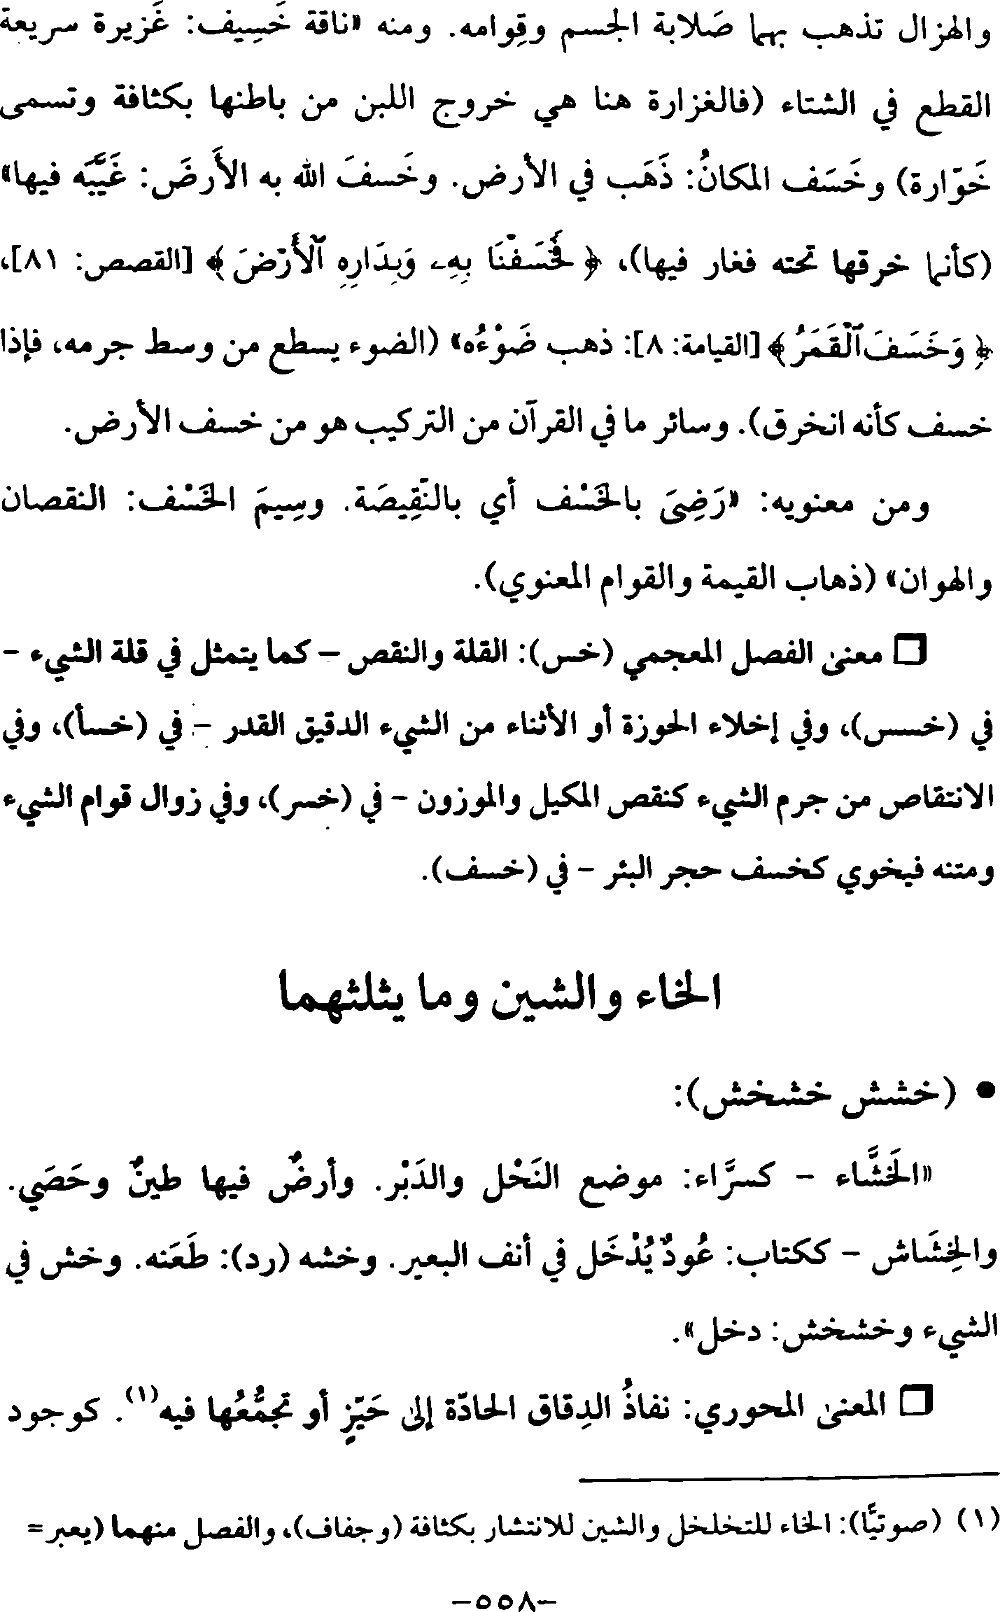 والهزال تذهب بهما صَلابة الجسم وقِوامه. ومنه «ناقة خَسِيف: غَزيرة سريعة
القطع في الشتاء (فالغزارة هنا هي خروج اللبن من باطنها بكثافة وتسمى
خَوّارة) وخَسَف المكانُ: ذَهَب في الأرض. وخَسفَ الله به الأَرضَ: غَيَّبَه فيها»
(كأنما خرقها تحته فغار فيها)، ﴿فَخَسَفْنَا بِهِۦ وَبِدَارِهِ ٱلْأَرْضَ﴾ [القصص: ٨١]،
﴿وَخَسَفَ ٱلْقَمَرُ﴾ [القيامة: ٨]: ذهب ضَوْءُه» (الضوء يسطع من وسط جرمه، فإذا
خسف كأنه انخرق). وسائر ما في القرآن من التركيب هو من خسف الأرض.
ومن معنويه: «رَضِىَ بالخَسْف أي بالنَّقِيصَة. وسِيمَ الخَسْف: النقصان
والهوان» (ذهاب القيمة والقوام المعنوي).
❏ معنى الفصل المعجمي (خس): القلة والنقص – كما يتمثل في قلة الشيء –
في (خسس)، وفي إخلاء الحوزة أو الأثناء من الشيء الدقيق القدر – في (خسأ)، وفي
الانتقاص من جرم الشيء كنقص المكيل والموزون – في (خسر)، وفي زوال قوام الشيء
ومتنه فيخوي كخسف حجر البئر – في (خسف).
الخاء والشين وما يثلثهما
• (خشش خشخش):
«الخَشَّاء – كسرَّاء: موضع النَحْل والدَبْر. وأرضٌ فيها طينٌ وحَصَي.
والخِشَاش – ككتاب: عُودٌ يُدْخَل في أنف البعير. وخشه (رد): طَعَنه. وخش في
الشيء وخشخش: دخل».
❏ المعنى المحوري: نفاذُ الدِقاق الحادّة إلى حَيّزٍ أو تجمُّعُها فيه(١). كوجود
(١) (صوتيًّا): الخاء للتخلخل والشين للانتشار بكثافة (وجفاف)، والفصل منهما (يعبر =
-٥٥٨-